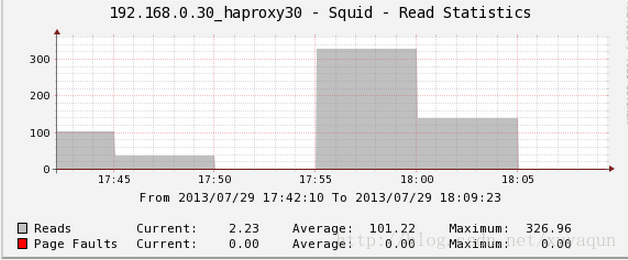 192.168.0.30_haproxy30 - Squid - Read Statistics
300
200
100
0
17:45 17:50 17:55 18:00 18:05
From 2013/07/29 17:42:10 To 2013/07/29 18:09:23
Reads Current: 2.23 Average: 101.22 Maximum: 326.96
Page Faults Current: 0.00 Average: 0.00 Maximum: 0.00